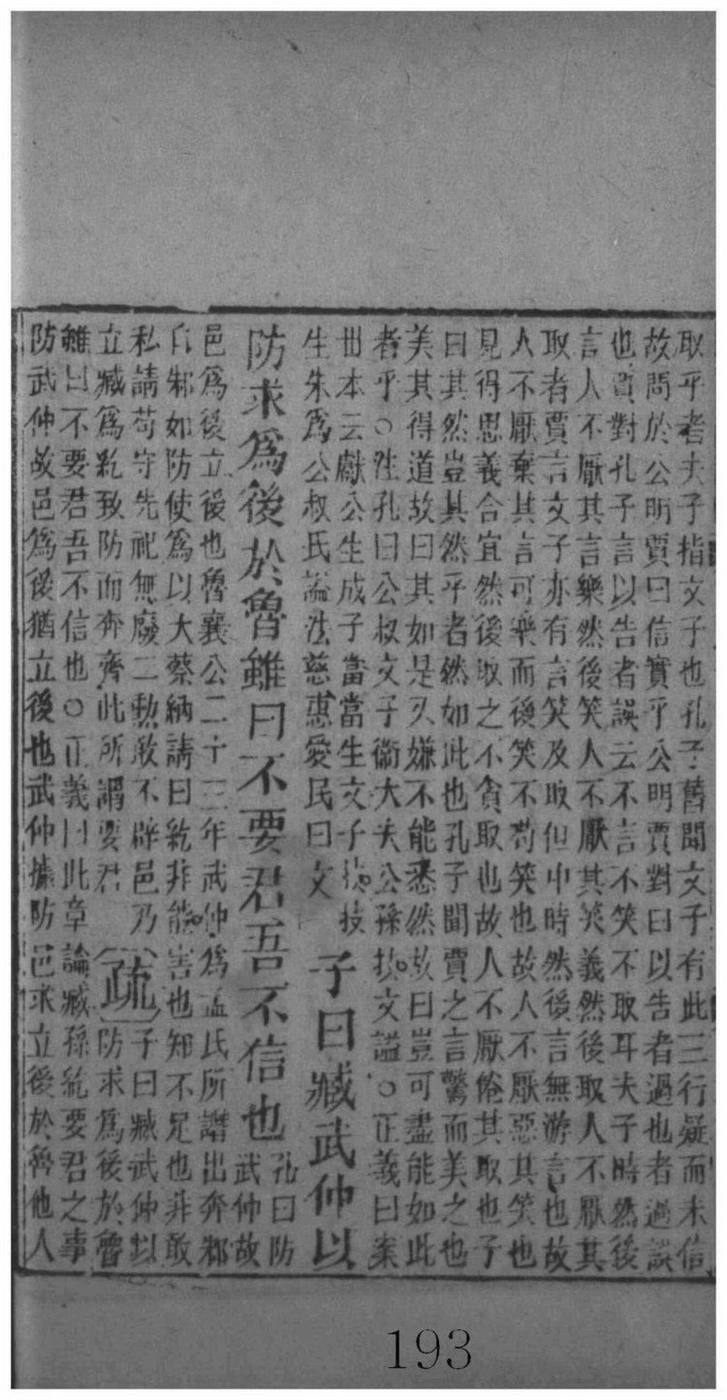 取乎者夫子指文子也孔子舊聞文子有此三行疑而未信
故問於公明賈曰信實乎公明賈對曰以告者過也者過誤
也賈對孔子言以告者誤云不言不笑不取耳夫子時然後
言人不厭其言樂然後笑人不厭其笑義然後取人不厭其
取者賈言文子亦有言笑及取但中時然後言無游言也故
人不厭棄其言可樂而後笑不苟笑也故人不厭惡其笑也
見得思義合宜然後取之不貪取也故人不厭倦其取也子
曰其然豈其然乎者然如此也孔子聞賈之言驚而美之也
美其得道故曰其如是又嫌不能悉然故曰豈可盡能如此
者乎○注孔曰公叔文子衞大夫公孫拔文謚○正義曰案
世本云獻公生成子當當生文子拔拔
生朱爲公叔氏謚法慈惠愛民曰文
子曰臧武仲以
防求爲後於魯雖曰不要君吾不信也
孔曰防
武仲故
邑爲後立後也魯襄公二十三年武仲爲孟氏所譖出奔邾
自邾如防使爲以大蔡納請曰紇非能害也知不足也非敢
私請苟守先祀無廢二勲敢不辟邑乃
立臧爲紇致防而奔齊此所謂要君
疏
子曰臧武仲以
防求爲後於魯
雖曰不要君吾不信也○正義曰此章論臧孫紇要君之事
防武仲故邑爲後猶立後也武仲據防邑求立後於魯他人
193